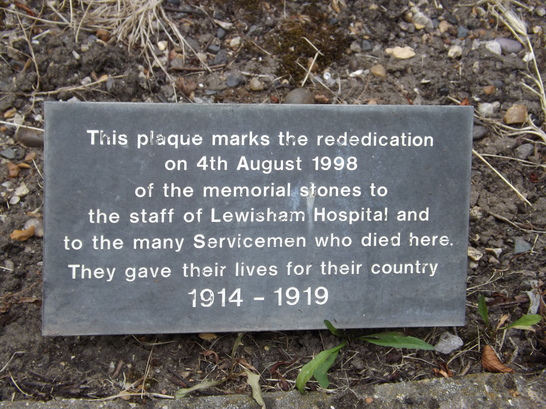 This plaque marks the rededication
on 4th August 1998
of the memorial stones to
the staff of Lewisham Hospital and
to the many Servicemen who died here.
They gave their lives for their country
1914 - 1919